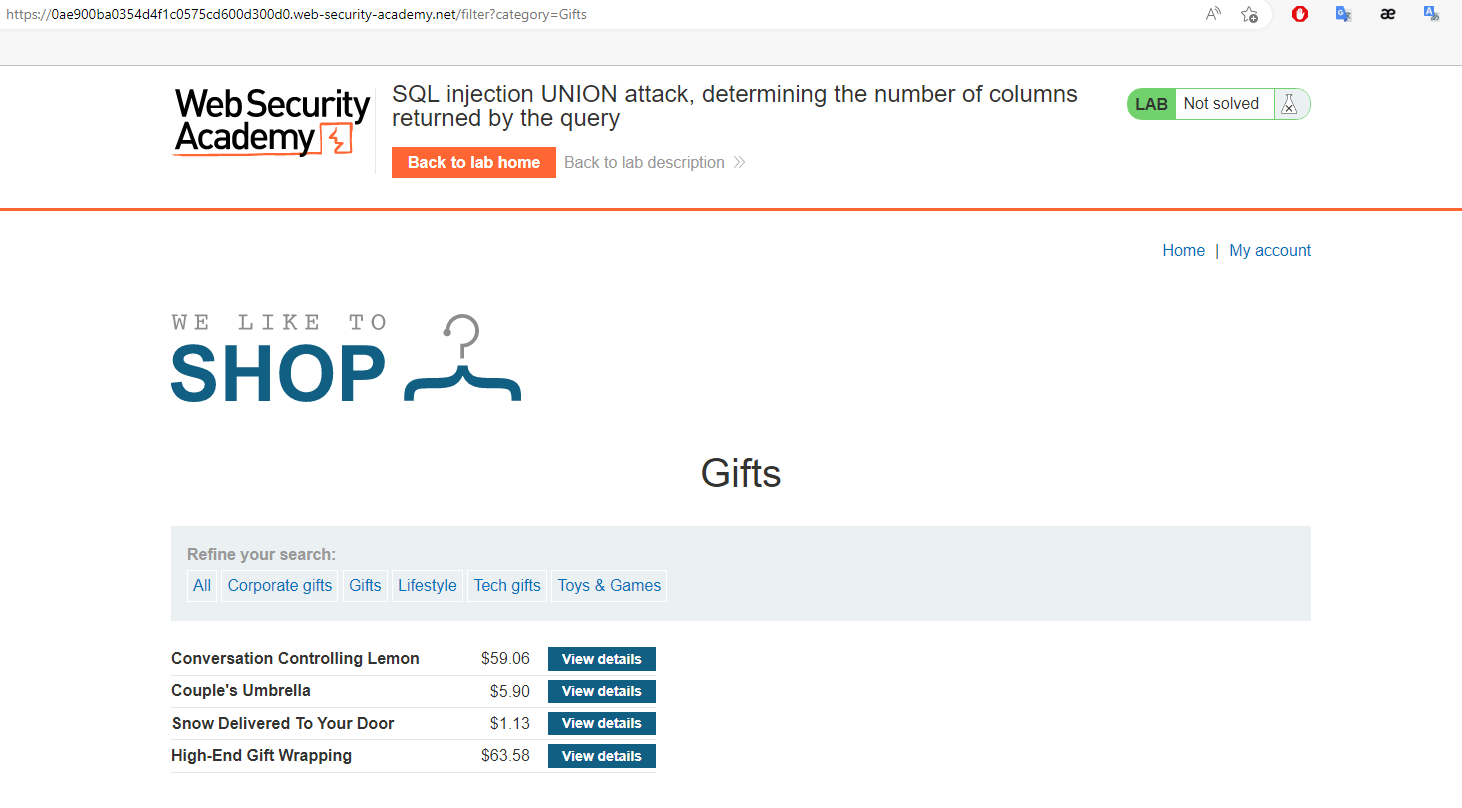 https://0ae900ba0354d4f1c0575cd600d300d0.web-security-academy.net/filter?category=Gifts
Web Security
Academy
SQL injection UNION attack, determining the number of columns
returned by the query
LAB Not solved
Back to lab home Back to lab description
Home | My account
WE LIKE TO
SHOP
Gifts
Refine your search:
All Corporate gifts Gifts Lifestyle Tech gifts Toys & Games
Conversation Controlling Lemon $59.06 View details
Couple's Umbrella $5.90 View details
Snow Delivered To Your Door $1.13 View details
High-End Gift Wrapping $63.58 View details